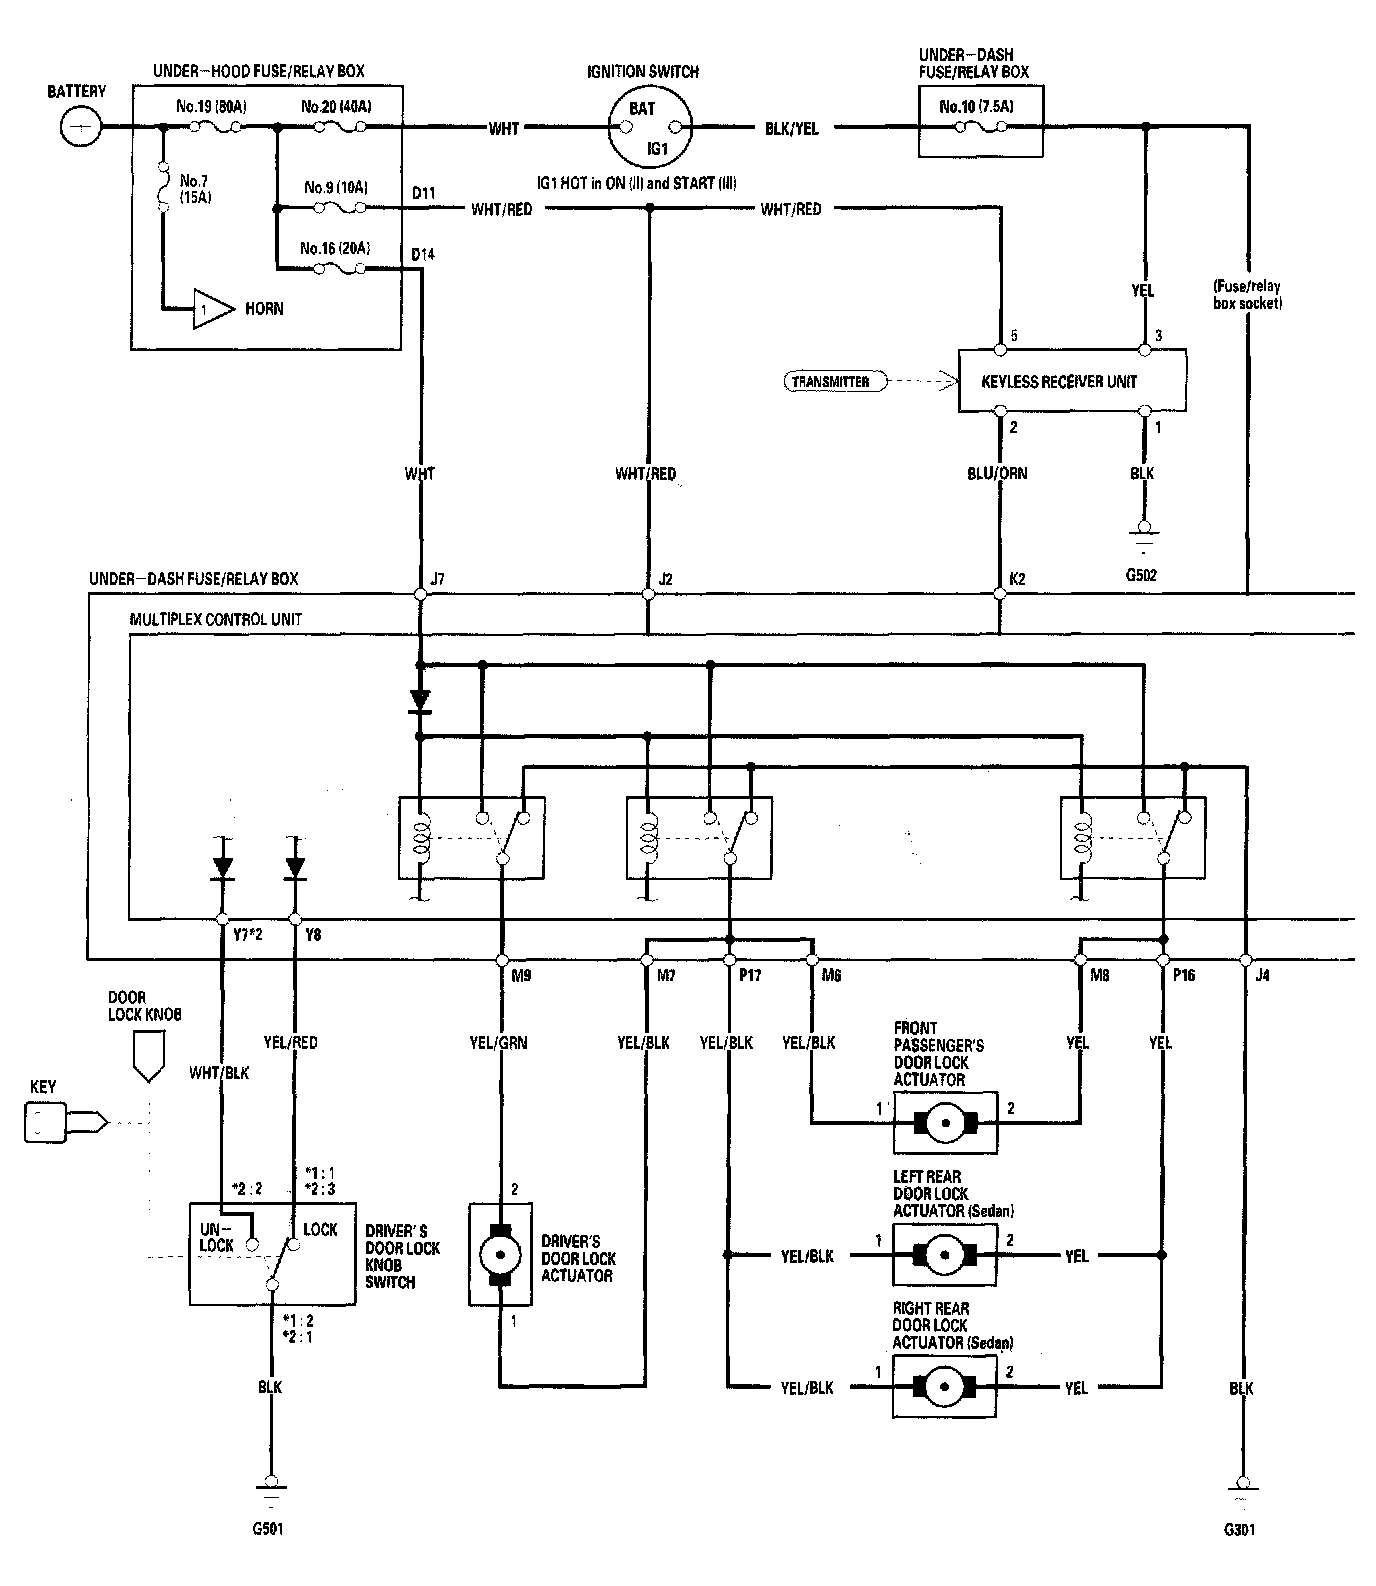 UNDER-HOOD FUSE/RELAY BOX
IGNITION SWITCH
UNDER-DASH
FUSE/RELAY BOX
BATTERY
No.19 (80A)
No.20 (40A)
BAT
No.10 (7.5A)
WHT
BLK/YEL
IG1
No.7
(15A)
No.9 (10A)
D11
IG1 HOT in ON (II) and START (III)
WHT/RED
WHT/RED
No.16 (20A)
D14
1
HORN
YEL
(Fuse/relay
box socket)
5
3
TRANSMITTER
KEYLESS RECEIVER UNIT
2
1
WHT
WHT/RED
BLU/ORN
BLK
G502
UNDER-DASH FUSE/RELAY BOX
J7
J2
K2
MULTIPLEX CONTROL UNIT
Y7*2
Y8
M9
M7
P17
M6
M8
P16
J4
DOOR
LOCK KNOB
YEL/RED
YEL/GRN
YEL/BLK
YEL/BLK
YEL/BLK
FRONT
PASSENGER'S
DOOR LOCK
ACTUATOR
YEL
YEL
WHT/BLK
KEY
1
2
*1:1
*2:3
*2:2
2
LEFT REAR
DOOR LOCK
ACTUATOR (Sedan)
UN-
LOCK
LOCK
DRIVER'S
DOOR LOCK
KNOB
SWITCH
DRIVER'S
DOOR LOCK
ACTUATOR
YEL/BLK
1
2
YEL
*1:2
*2:1
1
RIGHT REAR
DOOR LOCK
ACTUATOR (Sedan)
BLK
YEL/BLK
1
2
YEL
BLK
G501
G301